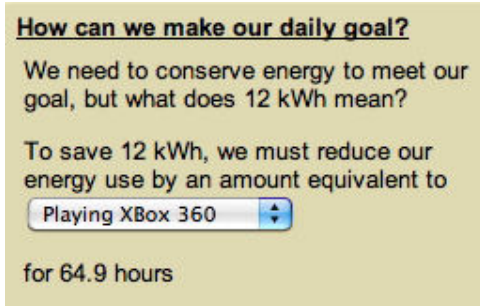 How can we make our daily goal?
We need to conserve energy to meet our
goal, but what does 12 kWh mean?
To save 12 kWh, we must reduce our
energy use by an amount equivalent to
Playing XBox 360
for 64.9 hours